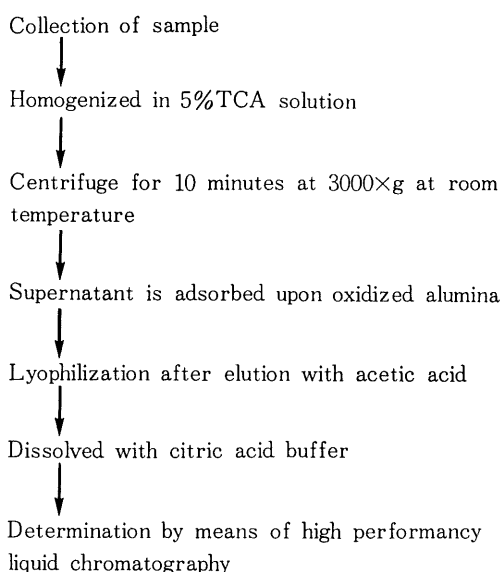 Collection of sample
Homogenized in 5%TCA solution
Centrifuge for 10 minutes at 3000×g at room
temperature
Supernatant is adsorbed upon oxidized alumina
Lyophilization after elution with acetic acid
Dissolved with citric acid buffer
Determination by means of high performancy
liquid chromatography